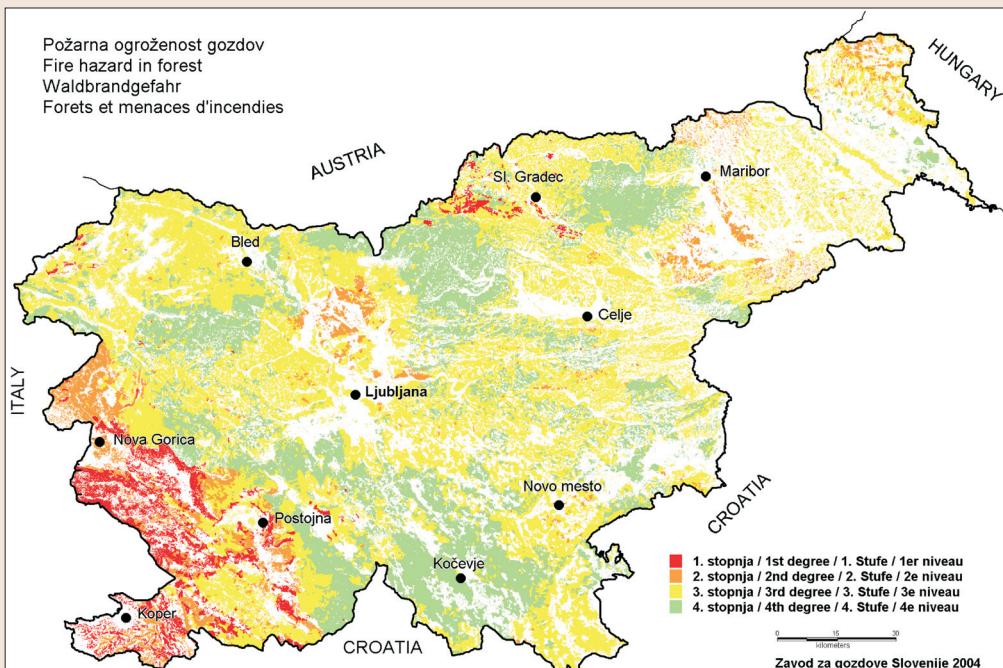 Požarna ogroženost gozdov
Fire hazard in forest
Waldbrandgefahr
Forets et menaces d'incendies
HUNGARY
AUSTRIA
Sl. Gradec
Maribor
Bled
Celje
ITALY
Ljubljana
Nova Gorica
Novo mesto
CROATIA
Postojna
Kočevje
Koper
CROATIA
1. stopnja / 1st degree / 1. Stufe / 1er niveau
2. stopnja / 2nd degree / 2. Stufe / 2e niveau
3. stopnja / 3rd degree / 3. Stufe / 3e niveau
4. stopnja / 4th degree / 4. Stufe / 4e niveau
0 15 30
kilometers
Zavod za gozdove Slovenije 2004